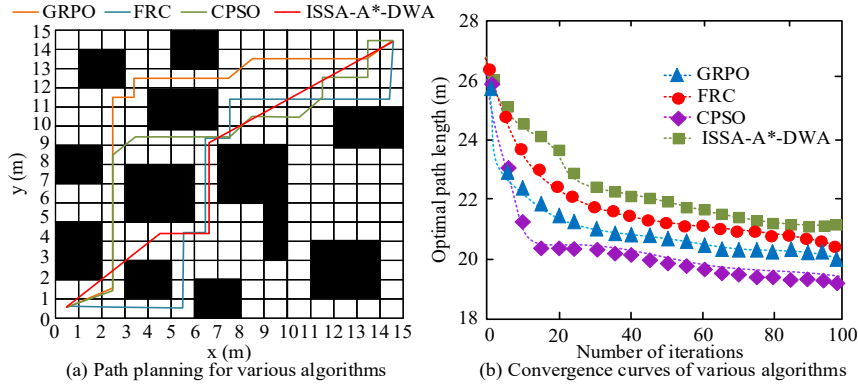 GRPO FRC CPSO ISSA-A*-DWA
15
14
13
12
11
10
9
8
7
6
5
4
3
2
1
0
y (m)
0 1 2 3 4 5 6 7 8 9 10 11 12 13 14 15
x (m)
(a) Path planning for various algorithms
28
26
24
22
20
18
Optimal path length (m)
GRPO
FRC
CPSO
ISSA-A*-DWA
0 20 40 60 80 100
Number of iterations
(b) Convergence curves of various algorithms